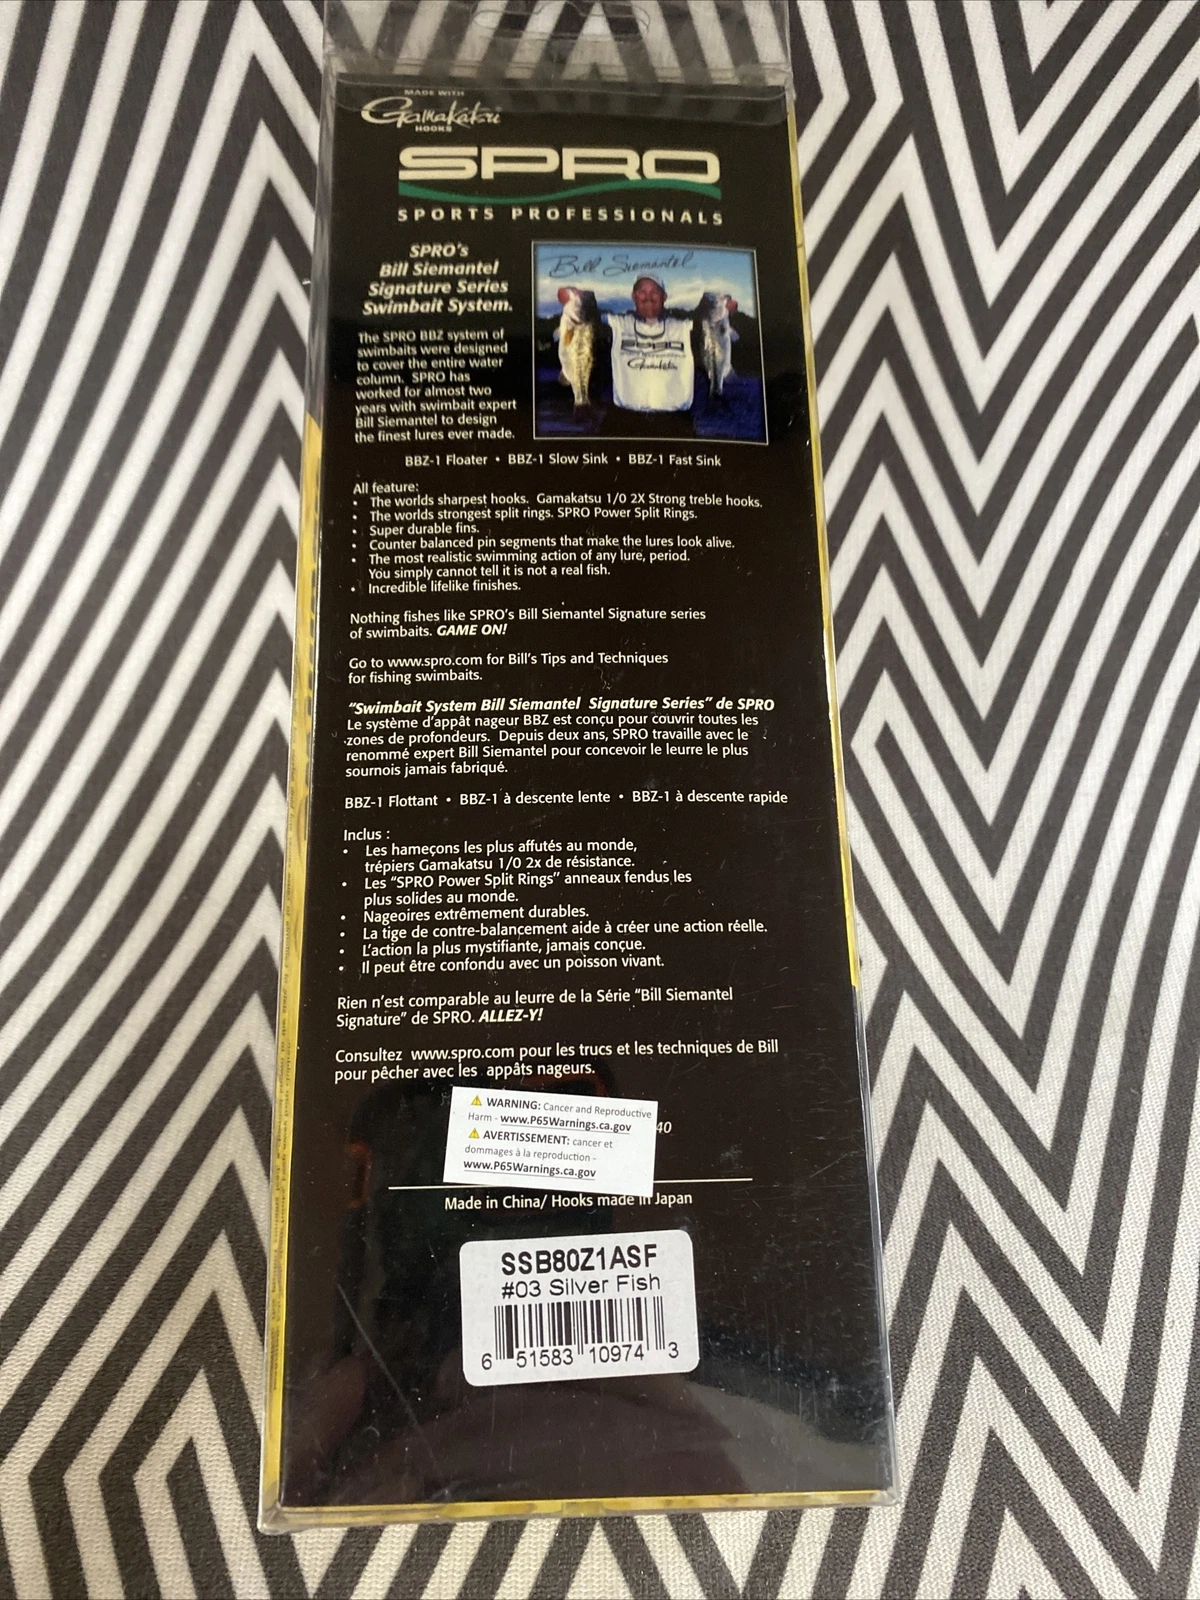 MADE WITH
Gamakatsu
HOOKS
SPRO
SPORTS PROFESSIONALS
SPRO's
Bill Siemantel
Signature Series
Swimbait System.
The SPRO BBZ system of
swimbaits were designed
to cover the entire water
column. SPRO has
worked for almost two
years with swimbait expert
Bill Siemantel to design
the finest lures ever made.
Bill Siemantel
SPRO
Gamakatsu
BBZ-1 Floater • BBZ-1 Slow Sink • BBZ-1 Fast Sink
All feature:
• The worlds sharpest hooks. Gamakatsu 1/0 2X Strong treble hooks.
• The worlds strongest split rings. SPRO Power Split Rings.
• Super durable fins.
• Counter balanced pin segments that make the lures look alive.
• The most realistic swimming action of any lure, period.
You simply cannot tell it is not a real fish.
• Incredible lifelike finishes.
Nothing fishes like SPRO's Bill Siemantel Signature series
of swimbaits. GAME ON!
Go to www.spro.com for Bill's Tips and Techniques
for fishing swimbaits.
"Swimbait System Bill Siemantel Signature Series" de SPRO
Le système d'appât nageur BBZ est conçu pour couvrir toutes les
zones de profondeurs. Depuis deux ans, SPRO travaille avec le
renommé expert Bill Siemantel pour concevoir le leurre le plus
sournois jamais fabriqué.
BBZ-1 Flottant • BBZ-1 à descente lente • BBZ-1 à descente rapide
Inclus :
• Les hameçons les plus affutés au monde,
trépiers Gamakatsu 1/0 2x de résistance.
• Les "SPRO Power Split Rings" anneaux fendus les
plus solides au monde.
• Nageoires extrêmement durables.
• La tige de contre-balançement aide à créer une action réelle.
• L'action la plus mystifiante, jamais conçue.
• Il peut être confondu avec un poisson vivant.
Rien n'est comparable au leurre de la Série "Bill Siemantel
Signature" de SPRO. ALLEZ-Y!
Consultez www.spro.com pour les trucs et les techniques de Bill
pour pêcher avec les appâts nageurs.
WARNING: Cancer and Reproductive
Harm - www.P65Warnings.ca.gov
AVERTISSEMENT: cancer et
dommages à la reproduction -
www.P65Warnings.ca.gov
40
Made in China/ Hooks made in Japan
SSB80Z1ASF
#03 Silver Fish
6 51583 10974 3